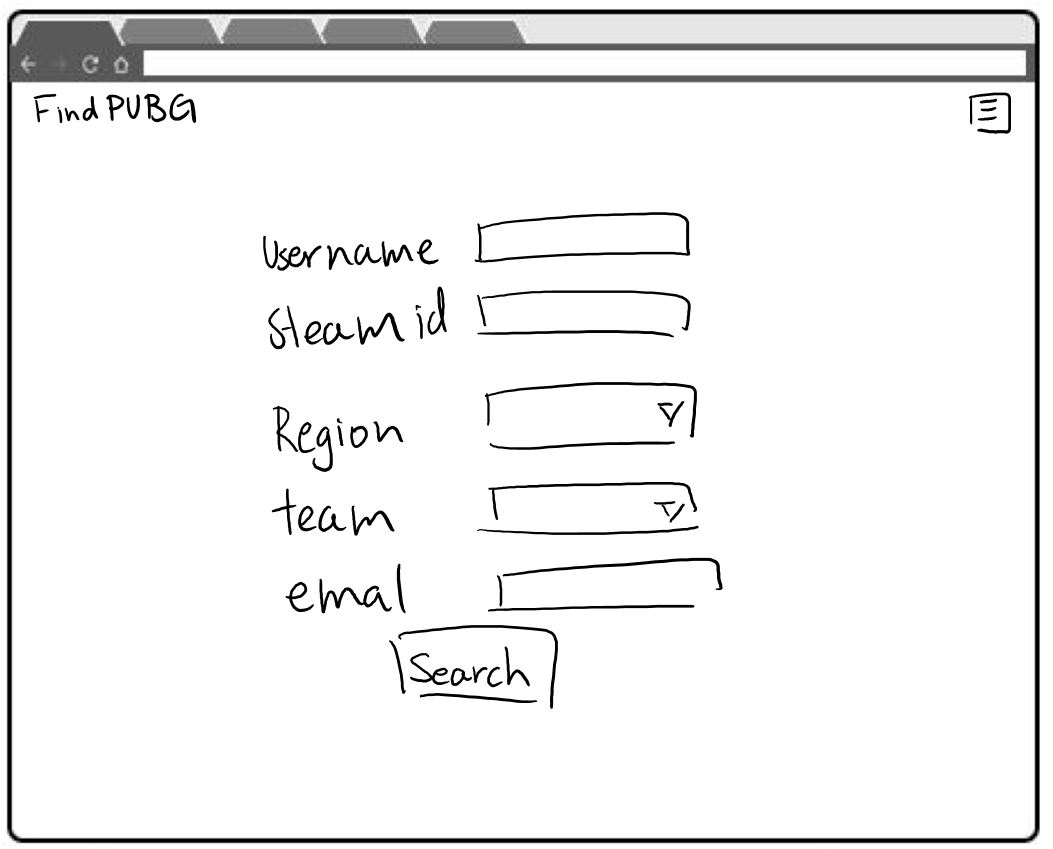 Find PUBG
Username
Steam id
Region
team
emal
Search